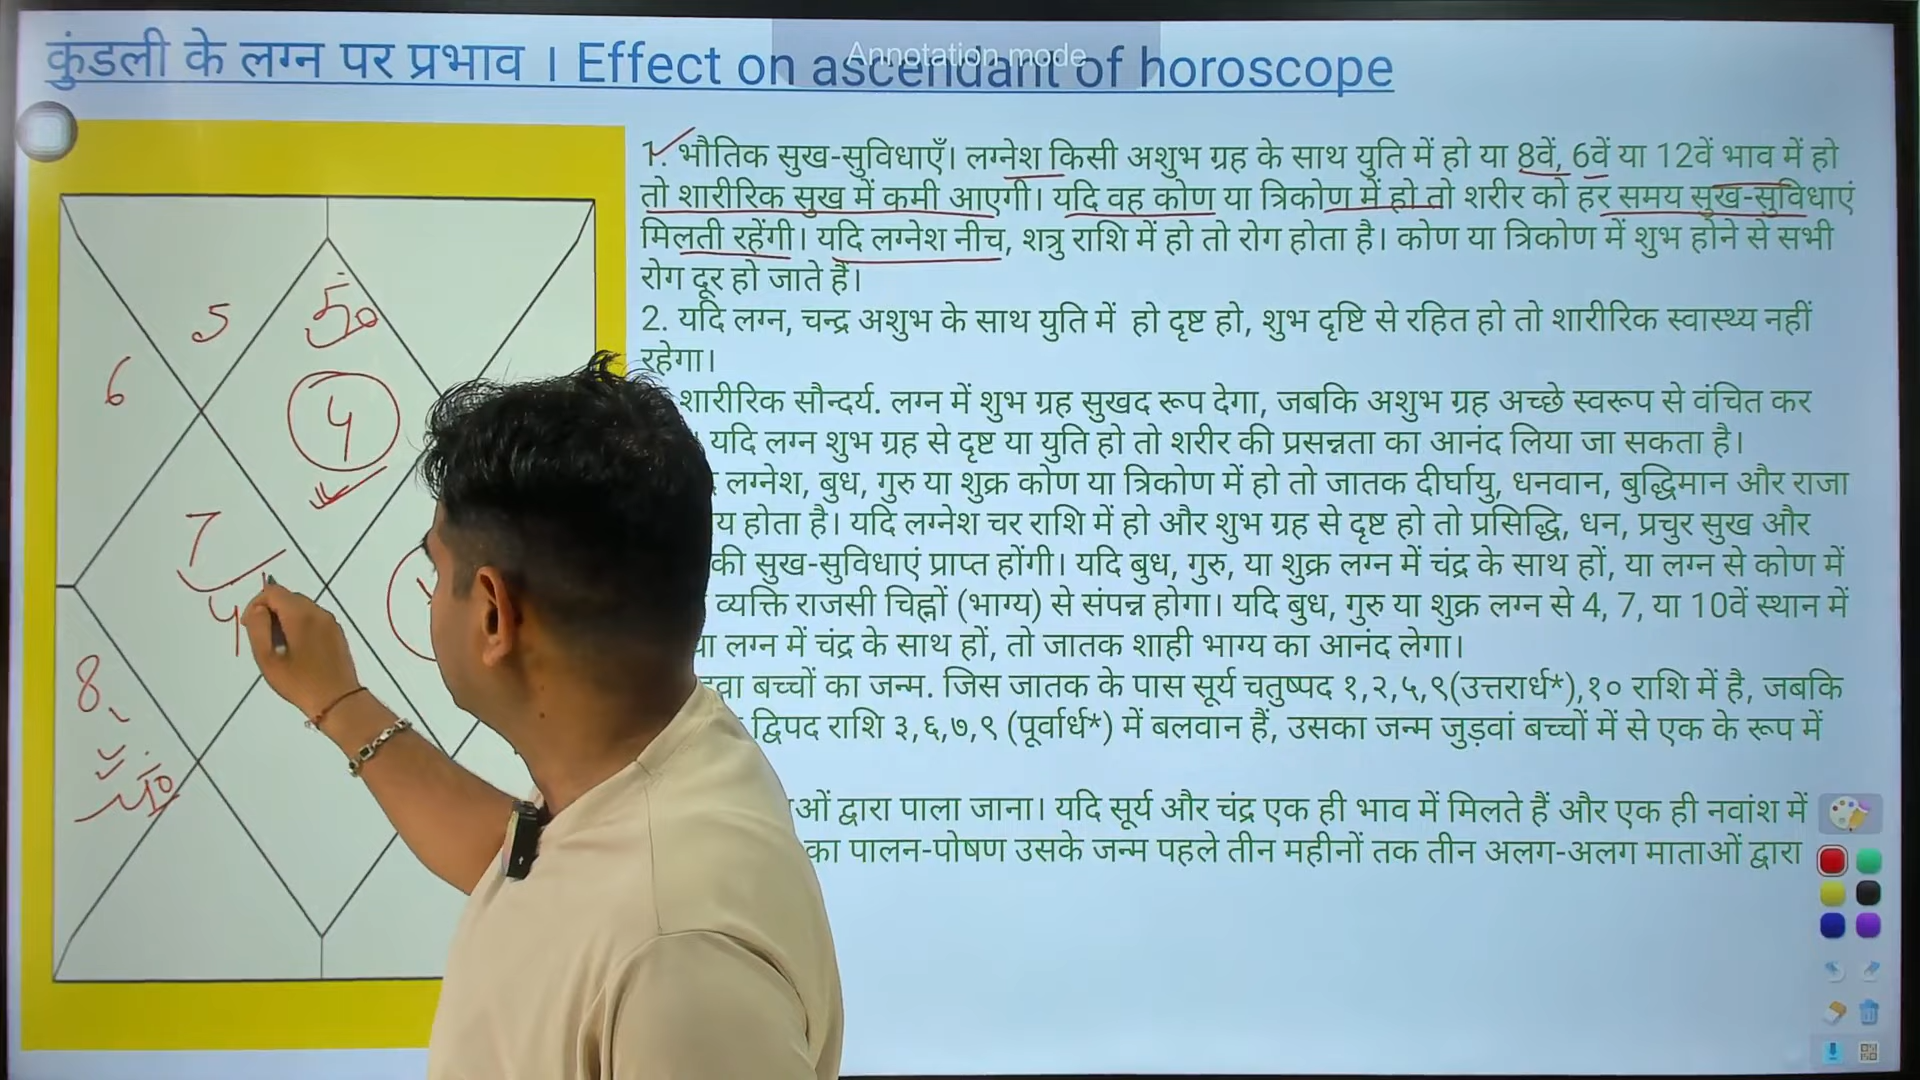 कुंडली के लग्न पर प्रभाव । Effect on ascendant of horoscope
Annotation mode
1. भौतिक सुख-सुविधाएँ। लग्नेश किसी अशुभ ग्रह के साथ युति में हो या 8वें, 6वें या 12वें भाव में हो
तो शारीरिक सुख में कमी आएगी। यदि वह कोण या त्रिकोण में हो तो शरीर को हर समय सुख-सुविधाएं
मिलती रहेंगी। यदि लग्नेश नीच, शत्रु राशि में हो तो रोग होता है। कोण या त्रिकोण में शुभ होने से सभी
रोग दूर हो जाते हैं।
2. यदि लग्न, चन्द्र अशुभ के साथ युति में हो दृष्ट हो, शुभ दृष्टि से रहित हो तो शारीरिक स्वास्थ्य नहीं
रहेगा।
शारीरिक सौन्दर्य. लग्न में शुभ ग्रह सुखद रूप देगा, जबकि अशुभ ग्रह अच्छे स्वरूप से वंचित कर
यदि लग्न शुभ ग्रह से दृष्ट या युति हो तो शरीर की प्रसन्नता का आनंद लिया जा सकता है।
लग्नेश, बुध, गुरु या शुक्र कोण या त्रिकोण में हो तो जातक दीर्घायु, धनवान, बुद्धिमान और राजा
होता है। यदि लग्नेश चर राशि में हो और शुभ ग्रह से दृष्ट हो तो प्रसिद्धि, धन, प्रचुर सुख और
की सुख-सुविधाएं प्राप्त होंगी। यदि बुध, गुरु, या शुक्र लग्न में चंद्र के साथ हों, या लग्न से कोण में
व्यक्ति राजसी चिह्नों (भाग्य) से संपन्न होगा। यदि बुध, गुरु या शुक्र लग्न से 4, 7, या 10वें स्थान में
लग्न में चंद्र के साथ हों, तो जातक शाही भाग्य का आनंद लेगा।
बच्चों का जन्म. जिस जातक के पास सूर्य चतुष्पद १,२,५,९(उत्तरार्ध*),१० राशि में है, जबकि
द्विपद राशि ३,६,७,९ (पूर्वार्ध*) में बलवान हैं, उसका जन्म जुड़वां बच्चों में से एक के रूप में
द्वारा पाला जाना। यदि सूर्य और चंद्र एक ही भाव में मिलते हैं और एक ही नवांश में
का पालन-पोषण उसके जन्म पहले तीन महीनों तक तीन अलग-अलग माताओं द्वारा
5
6
4
7
8